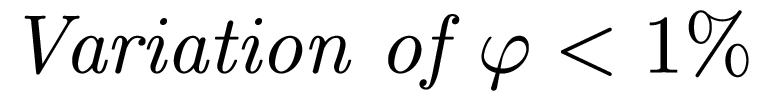 Variation of φ < 1%